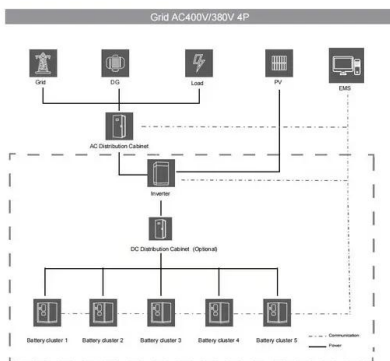 Grid AC400V/380V 4P
Grid
DG
Load
PV
EMS
AC Distribution Cabinet
Inverter
DC Distribution Cabinet (Optional)
Battery cluster 1
Battery cluster 2
Battery cluster 3
Battery cluster 4
Battery cluster 5
Communication
Power